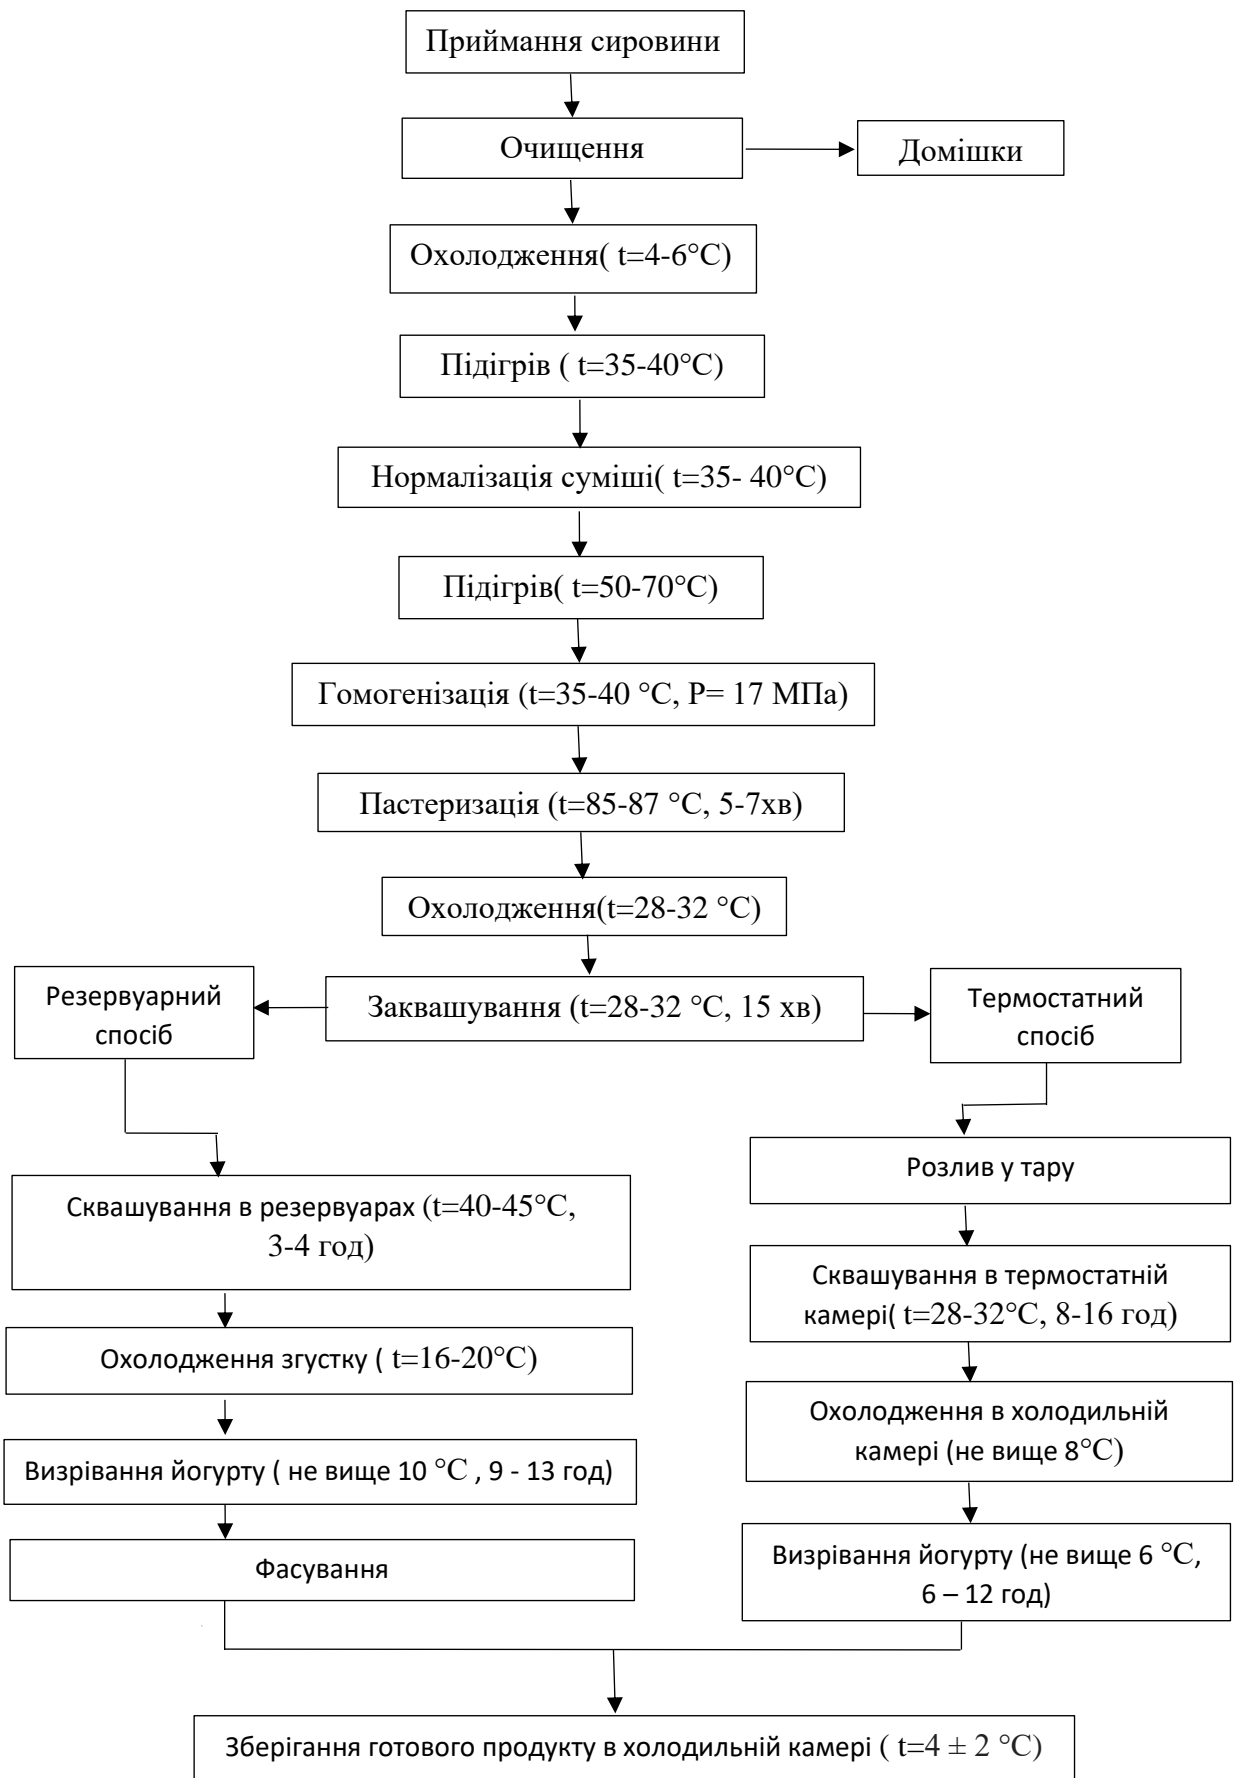 Приймання сировини
Очищення
Домішки
Охолодження( t=4-6°C)
Підігрів ( t=35-40°C)
Нормалізація суміші( t=35- 40°C)
Підігрів( t=50-70°C)
Гомогенізація (t=35-40 °C, P= 17 МПа)
Пастеризація (t=85-87 °C, 5-7хв)
Охолодження(t=28-32 °C)
Резервуарний
спосіб
Заквашування (t=28-32 °C, 15 хв)
Термостатний
спосіб
Сквашування в резервуарах (t=40-45°C,
3-4 год)
Охолодження згустку ( t=16-20°C)
Визрівання йогурту ( не вище 10 °C , 9 - 13 год)
Фасування
Розлив у тару
Сквашування в термостатній
камері( t=28-32°C, 8-16 год)
Охолодження в холодильній
камері (не вище 8°C)
Визрівання йогурту (не вище 6 °C,
6 – 12 год)
Зберігання готового продукту в холодильній камері ( t=4 ± 2 °C)